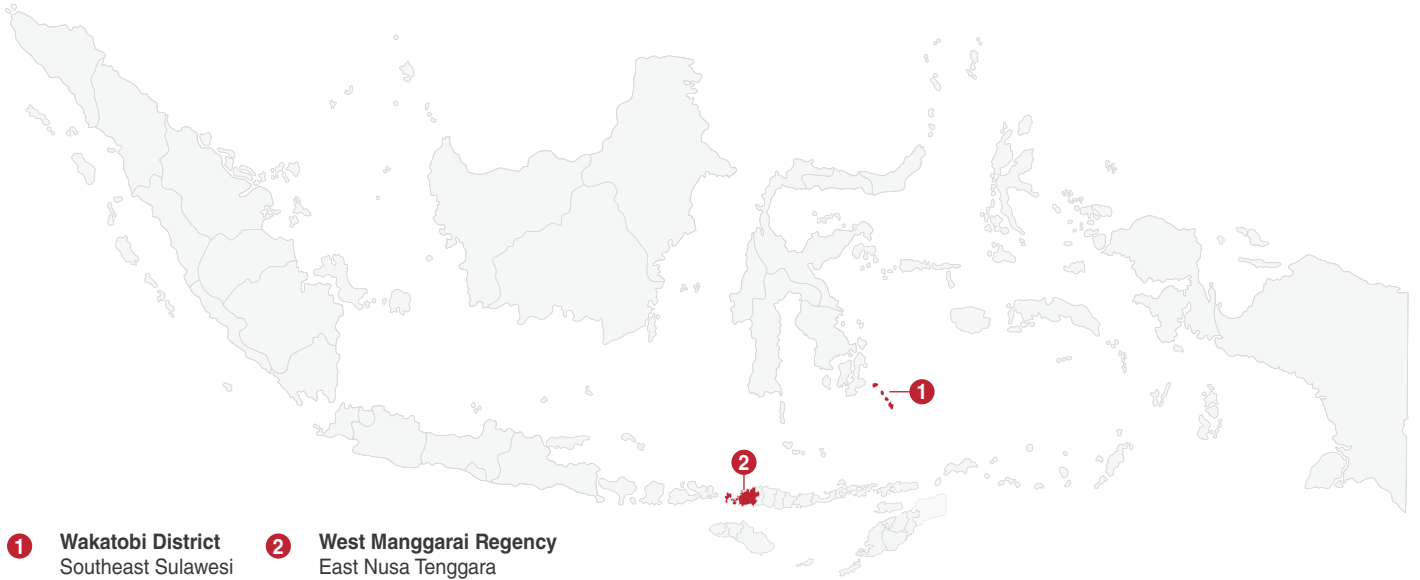 1
2
1 Wakatobi District
Southeast Sulawesi
2 West Manggarai Regency
East Nusa Tenggara